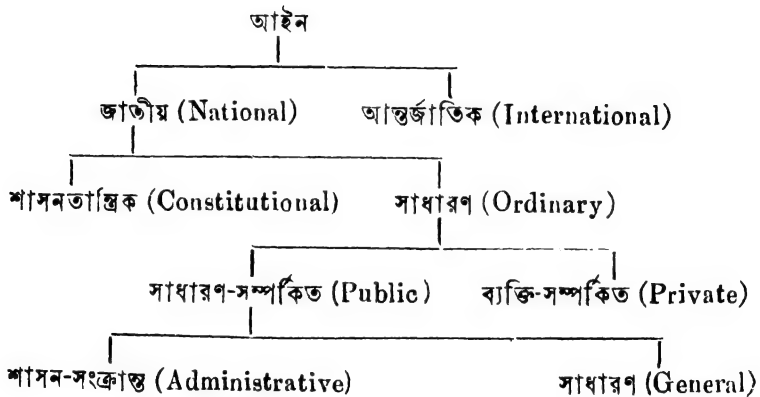 আইন
জাতীয় (National) আন্তর্জাতিক (International)
শাসনতান্ত্রিক (Constitutional) সাধারণ (Ordinary)
সাধারণ-সম্পর্কিত (Public) ব্যক্তি-সম্পর্কিত (Private)
শাসন-সংক্রান্ত (Administrative) সাধারণ (General)